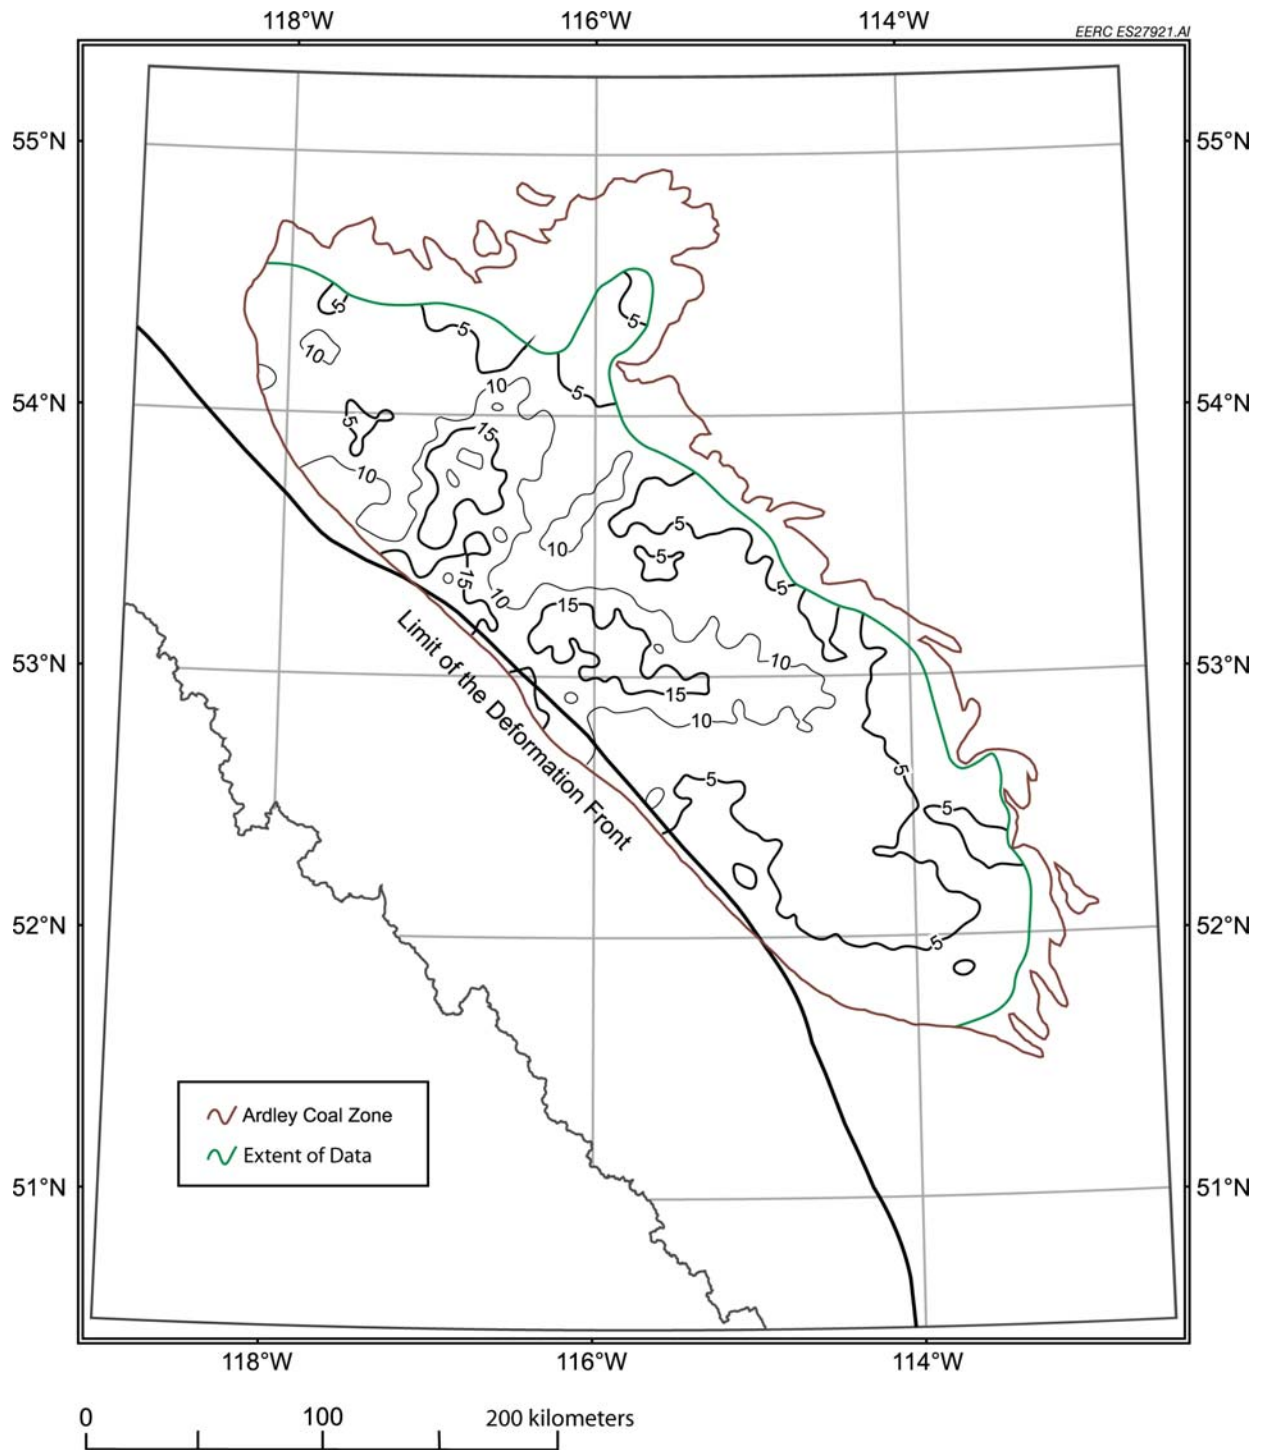 118°W 116°W 114°W
EERC ES27921.AI
55°N 55°N
5 5 5
10
54°N 10 5 54°N
5 15
10
5
10 5
15 10 5
15
Limit of the Deformation Front
53°N 10 53°N
15
10
5 5
5
52°N 5 52°N
Ardley Coal Zone
Extent of Data
51°N 51°N
118°W 116°W 114°W
0 100 200 kilometers